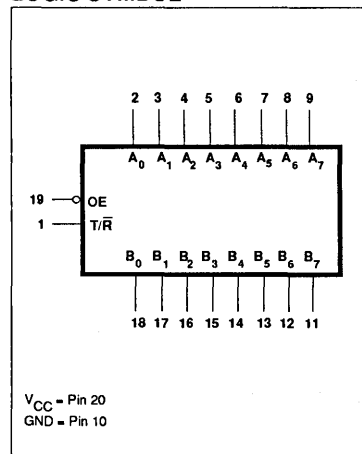 LOGIC SYMBOL
2 3 4 5 6 7 8 9
A0 A1 A2 A3 A4 A5 A6 A7
19 OE
1 T/R̅
B0 B1 B2 B3 B4 B5 B6 B7
18 17 16 15 14 13 12 11
VCC = Pin 20
GND = Pin 10